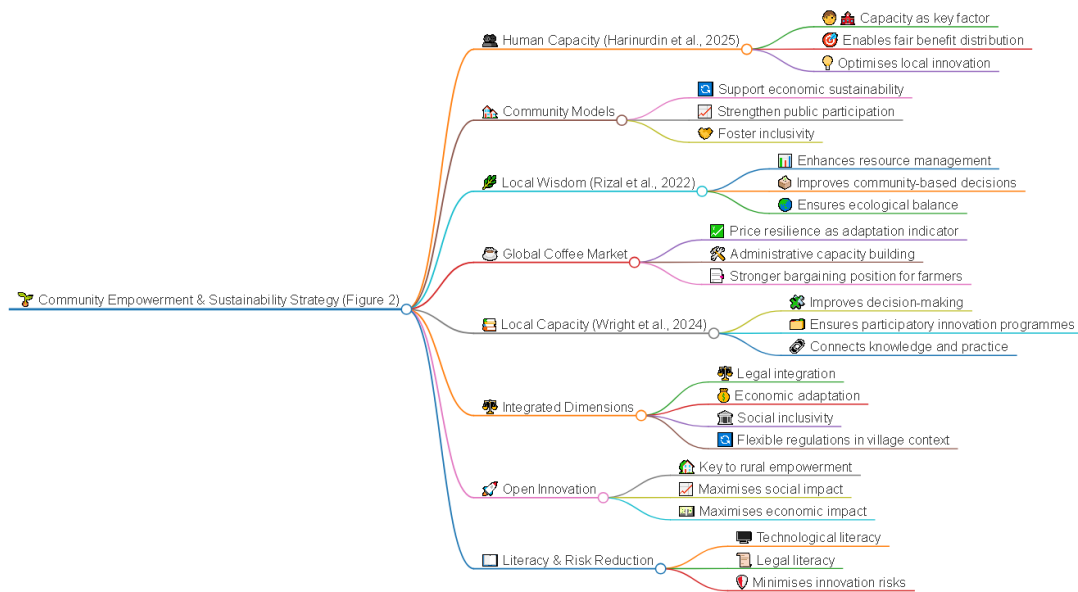 Community Empowerment & Sustainability Strategy (Figure 2)
Human Capacity (Harinurdin et al., 2025)
Capacity as key factor
Enables fair benefit distribution
Optimises local innovation
Community Models
Support economic sustainability
Strengthen public participation
Foster inclusivity
Local Wisdom (Rizal et al., 2022)
Enhances resource management
Improves community-based decisions
Ensures ecological balance
Global Coffee Market
Price resilience as adaptation indicator
Administrative capacity building
Stronger bargaining position for farmers
Local Capacity (Wright et al., 2024)
Improves decision-making
Ensures participatory innovation programmes
Connects knowledge and practice
Integrated Dimensions
Legal integration
Economic adaptation
Social inclusivity
Flexible regulations in village context
Open Innovation
Key to rural empowerment
Maximises social impact
Maximises economic impact
Literacy & Risk Reduction
Technological literacy
Legal literacy
Minimises innovation risks